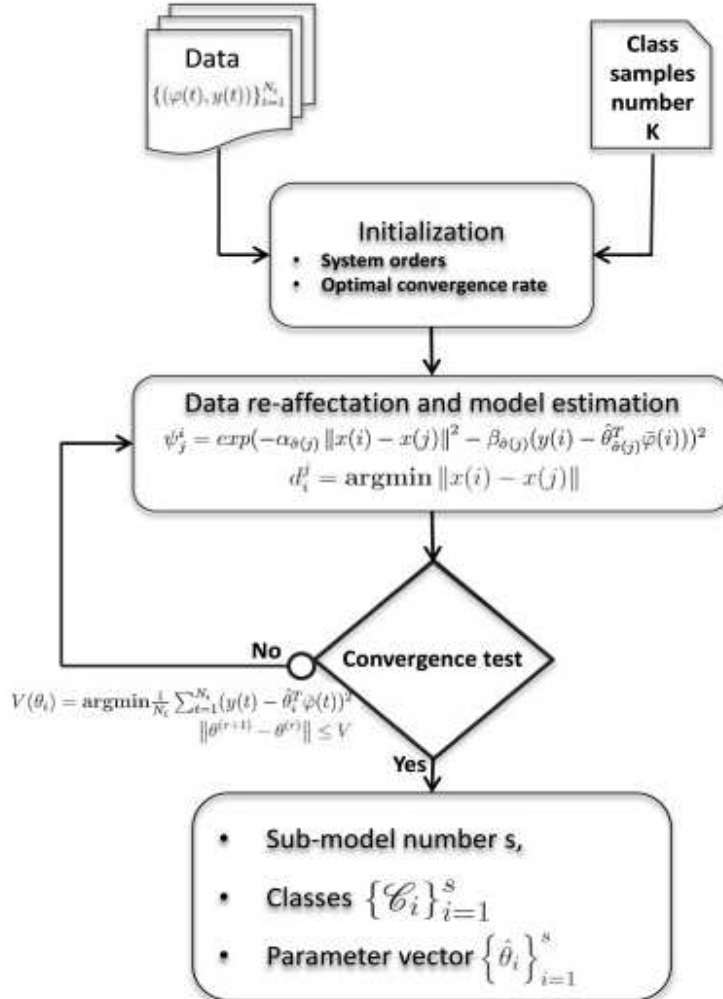 Data
{(φ(t), y(t))}_{t=1}^{N_i}
Class
samples
number
K
Initialization
• System orders
• Optimal convergence rate
Data re-affectation and model estimation
ψ_j^i = exp(−α_{σ̂(j)} ‖x(i) − x(j)‖² − β_{σ̂(j)}(y(i) − θ̂_{σ̂(j)}^T φ̄(i)))²
d_i^j = argmin ‖x(i) − x(j)‖
Convergence test
No
V(θ_i) = argmin 1/N_i ∑_{t=1}^{N_i}(y(t) − θ̂_i^T φ̄(t))²
‖θ^{(r+1)} − θ^{(r)}‖ ≤ V
Yes
• Sub-model number s,
• Classes {𝒞_i}_{i=1}^s
• Parameter vector {θ̂_i}_{i=1}^s